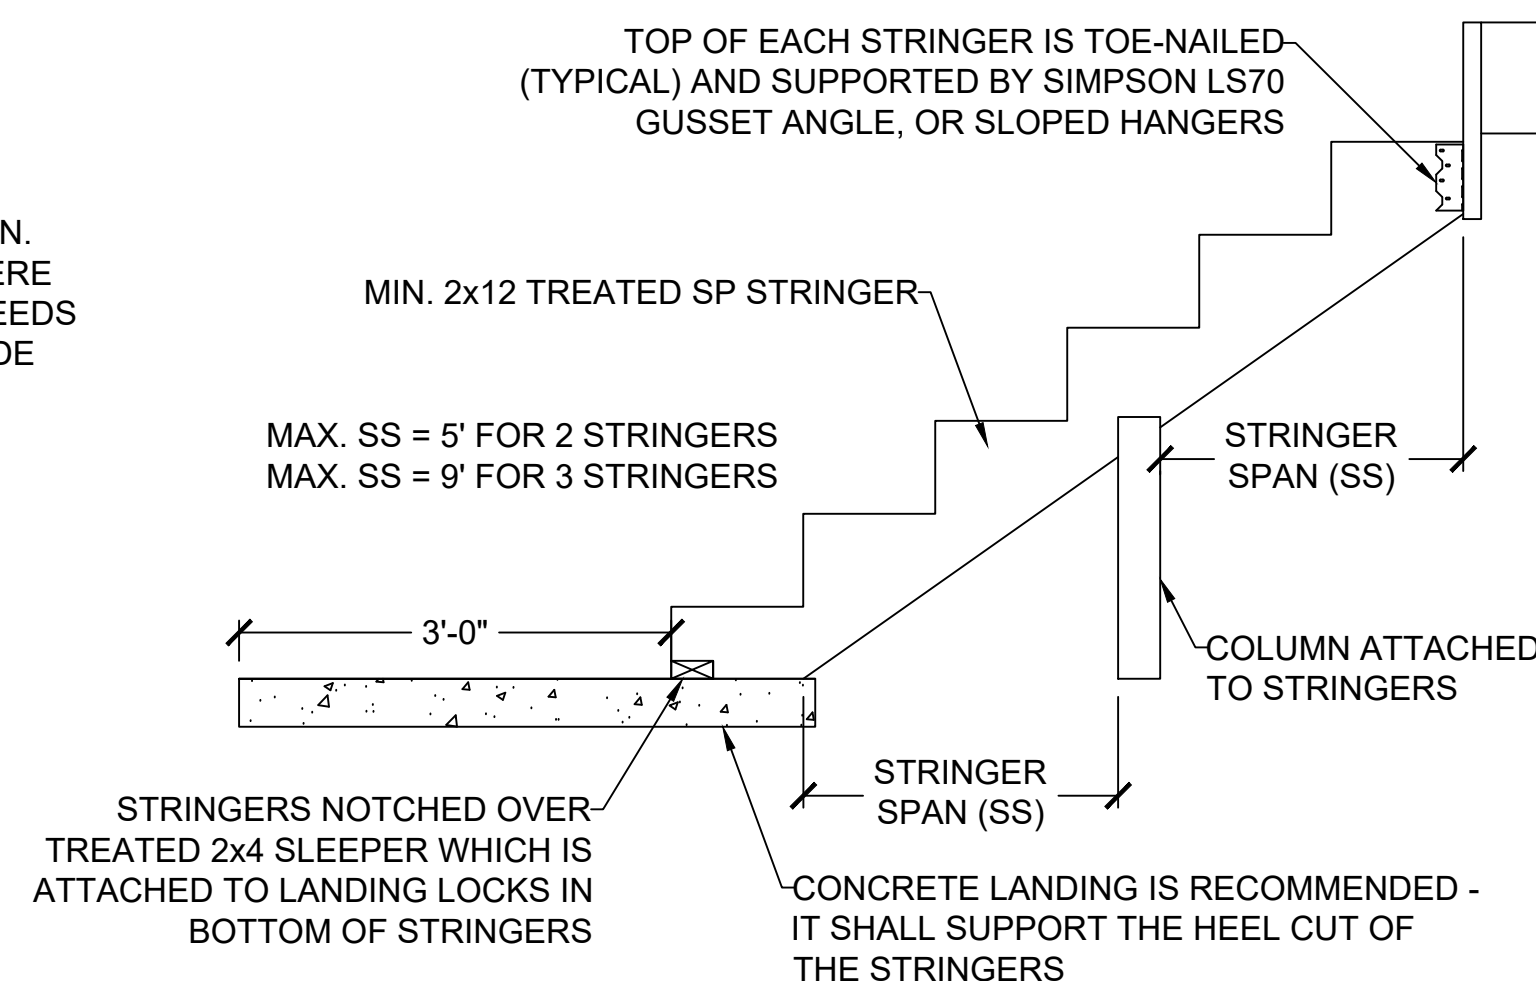 TOP OF EACH STRINGER IS TOE-NAILED
(TYPICAL) AND SUPPORTED BY SIMPSON LS70
GUSSET ANGLE, OR SLOPED HANGERS
N.
ERE
EEDS
DE
MIN. 2x12 TREATED SP STRINGER
MAX. SS = 5' FOR 2 STRINGERS
MAX. SS = 9' FOR 3 STRINGERS
STRINGER
SPAN (SS)
3'-0"
COLUMN ATTACHED
TO STRINGERS
STRINGER
SPAN (SS)
STRINGERS NOTCHED OVER
TREATED 2x4 SLEEPER WHICH IS
ATTACHED TO LANDING LOCKS IN
BOTTOM OF STRINGERS
CONCRETE LANDING IS RECOMMENDED -
IT SHALL SUPPORT THE HEEL CUT OF
THE STRINGERS